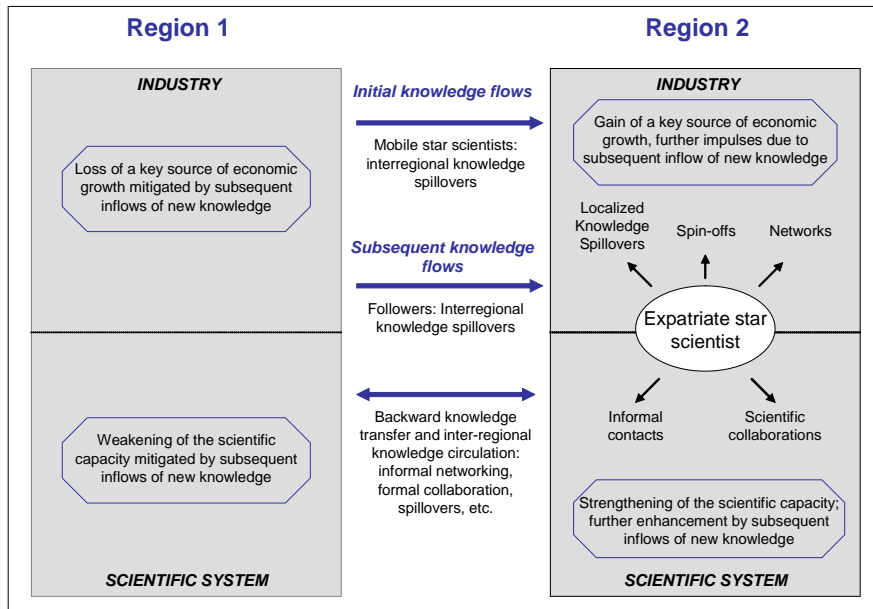 Region 1
INDUSTRY
Loss of a key source of economic
growth mitigated by subsequent
inflows of new knowledge
Weakening of the scientific
capacity mitigated by subsequent
inflows of new knowledge
SCIENTIFIC SYSTEM
Initial knowledge flows
Mobile star scientists:
interregional knowledge
spillovers
Subsequent knowledge
flows
Followers: Interregional
knowledge spillovers
Backward knowledge
transfer and inter-regional
knowledge circulation:
informal networking,
formal collaboration,
spillovers, etc.
Region 2
INDUSTRY
Gain of a key source of economic
growth, further impulses due to
subsequent inflow of new knowledge
Localized
Knowledge
Spillovers
Spin-offs
Networks
Expatriate star
scientist
Informal
contacts
Scientific
collaborations
Strengthening of the scientific capacity;
further enhancement by subsequent
inflows of new knowledge
SCIENTIFIC SYSTEM